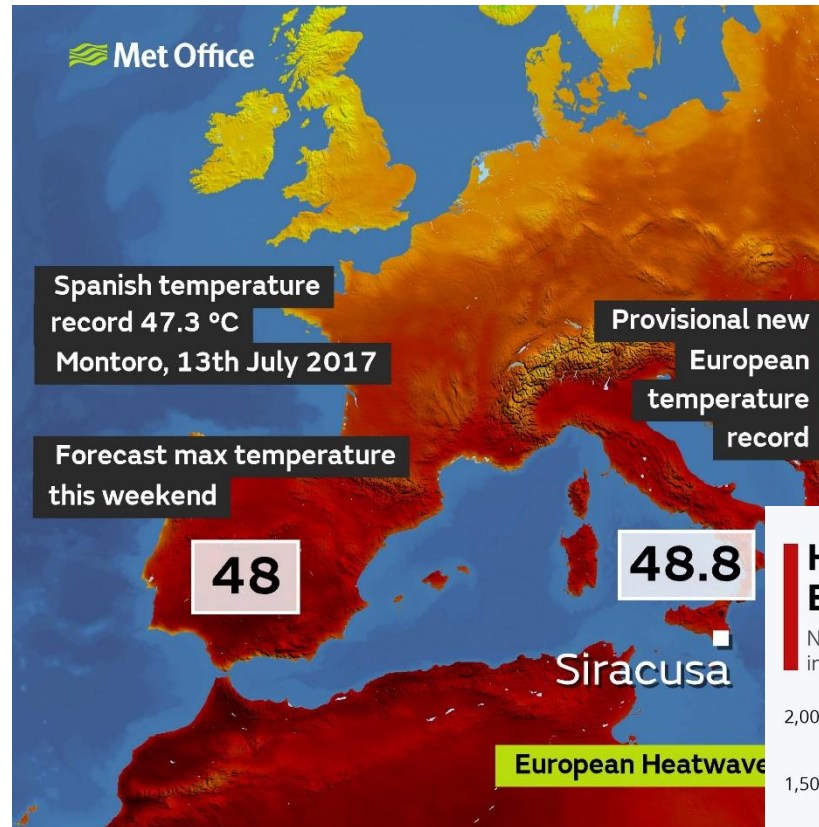 Met Office
Spanish temperature
record 47.3 °C
Montoro, 13th July 2017
Provisional new
European
temperature
record
Forecast max temperature
this weekend
48
48.8
Siracusa
European Heatwave
2,00
1,50